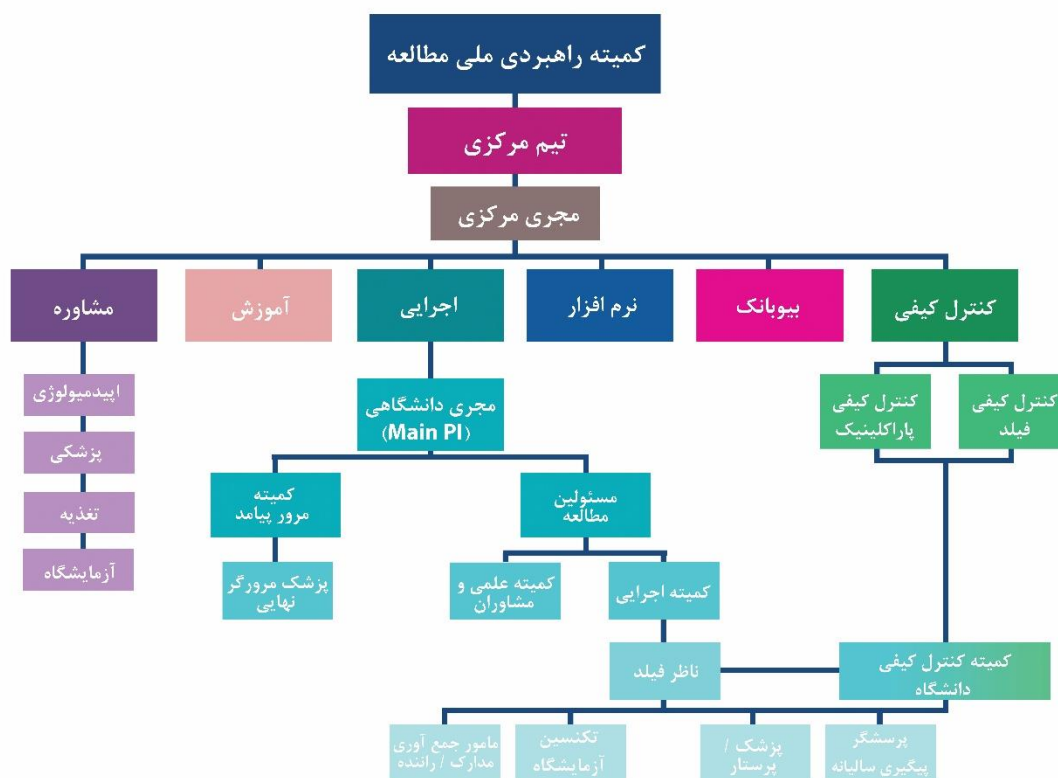 کمیته راهبردی ملی مطالعه
تیم مرکزی
مجری مرکزی
کنترل کیفی
بیوبانک
نرم افزار
اجرایی
آموزش
مشاوره
کنترل کیفی
فیلد
کنترل کیفی
پاراکلینیک
مجری دانشگاهی
(Main PI)
اپیدمیولوژی
پزشکی
تغذیه
آزمایشگاه
مسئولین
مطالعه
کمیته
مرور پیامد
کمیته اجرایی
کمیته علمی و
مشاوران
پزشک مرورگر
نهایی
کمیته کنترل کیفی
دانشگاه
ناظر فیلد
پرسشگر
پیگیری سالیانه
پزشک /
پرستار
تکنسین
آزمایشگاه
مامور جمع آوری
مدارک / راننده